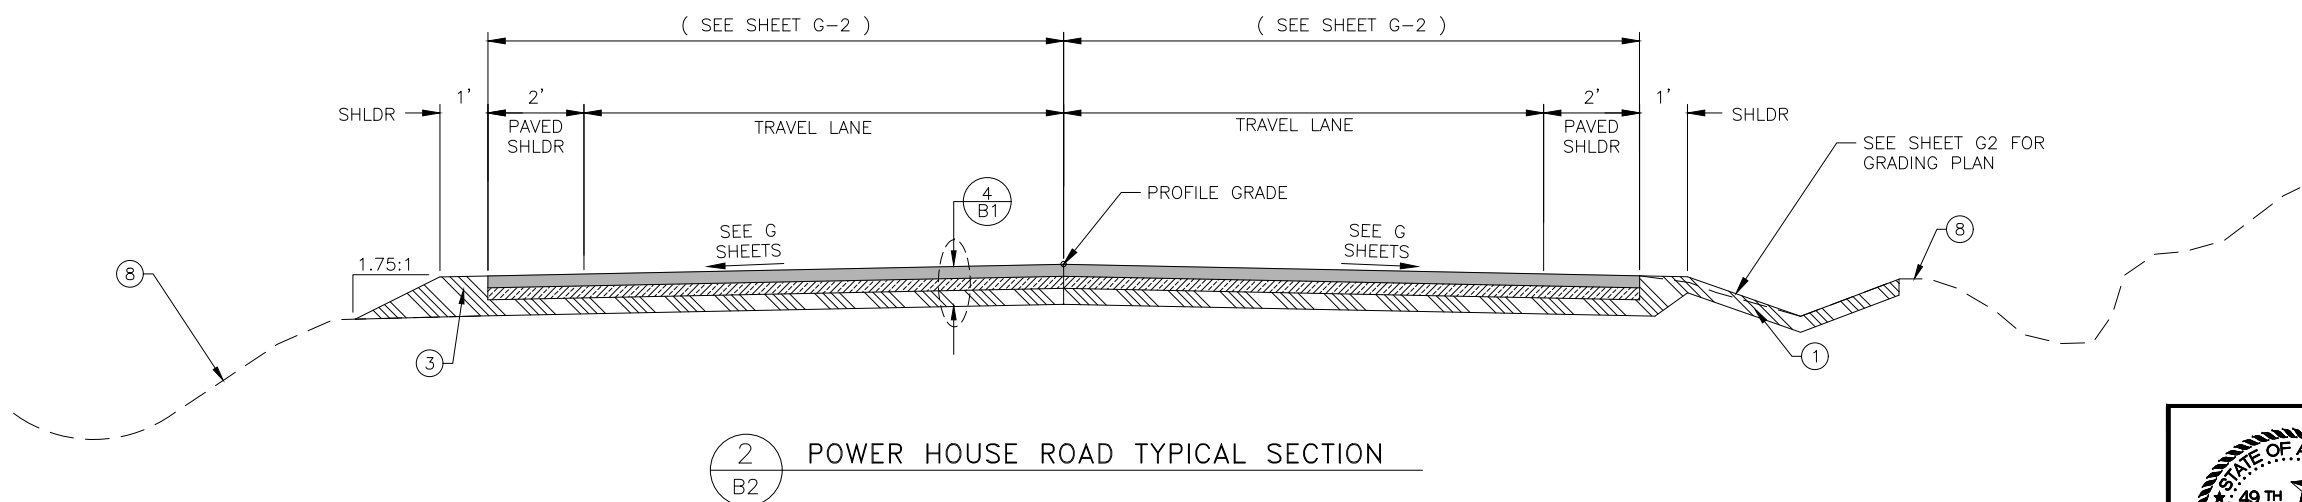 ( SEE SHEET G-2 )
( SEE SHEET G-2 )
SHLDR
1'
2'
PAVED
SHLDR
TRAVEL LANE
TRAVEL LANE
2'
PAVED
SHLDR
1'
SHLDR
SEE SHEET G2 FOR
GRADING PLAN
4
B1
PROFILE GRADE
SEE G
SHEETS
SEE G
SHEETS
8
1.75:1
8
3
1
2
B2
POWER HOUSE ROAD TYPICAL SECTION
STATE OF
49 TH